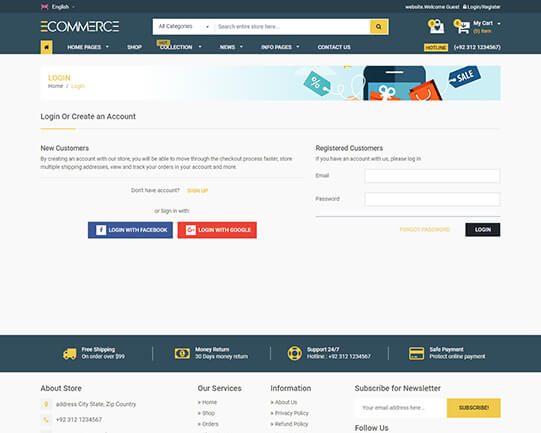 English
website.Welcome Guest! Login/Register
ECOMMERCE
All Categories
Search entire store here...
My Cart
(0) Item
HOME PAGES
SHOP
HOT
COLLECTION
NEWS
INFO PAGES
CONTACT US
HOTLINE (+92 312 1234567)
LOGIN
Home / Login
SALE
Login Or Create an Account
New Customers
By creating an account with our store, you will be able to move through the checkout process faster, store
multiple shipping addresses, view and track your orders in your account and more.
Don't have account? SIGN UP
or Sign in with:
f LOGIN WITH FACEBOOK
G+ LOGIN WITH GOOGLE
Registered Customers
If you have an account with us, please log in
Email
Password
FORGOT PASSWORD
LOGIN
Free Shipping
On order over $99
Money Return
30 Days money return
Support 24/7
Hotline : +92 312 1234567
Safe Payment
Protect online payment
About Store
address City State, Zip Country
+92 312 1234567
Our Services
> Home
> Shop
> Orders
Information
> About Us
> Privacy Policy
> Refund Policy
Subscribe for Newsletter
Your email address here...
SUBSCRIBE!
Follow Us